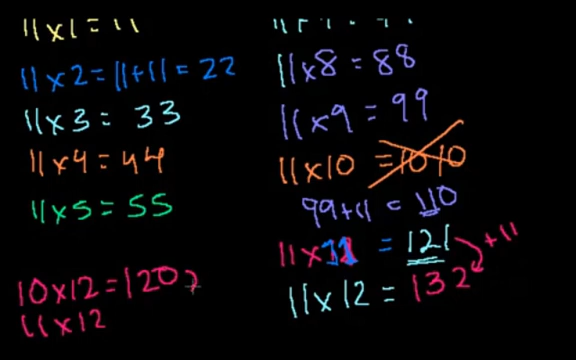 11x1 = 11
11x2 = 11+11 = 22
11x3 = 33
11x4 = 44
11x5 = 55
10x12 = 120
11x12
11x8 = 88
11x9 = 99
11x10 = 1010
99+11 = 110
11x11 = 121
+11
11x12 = 132